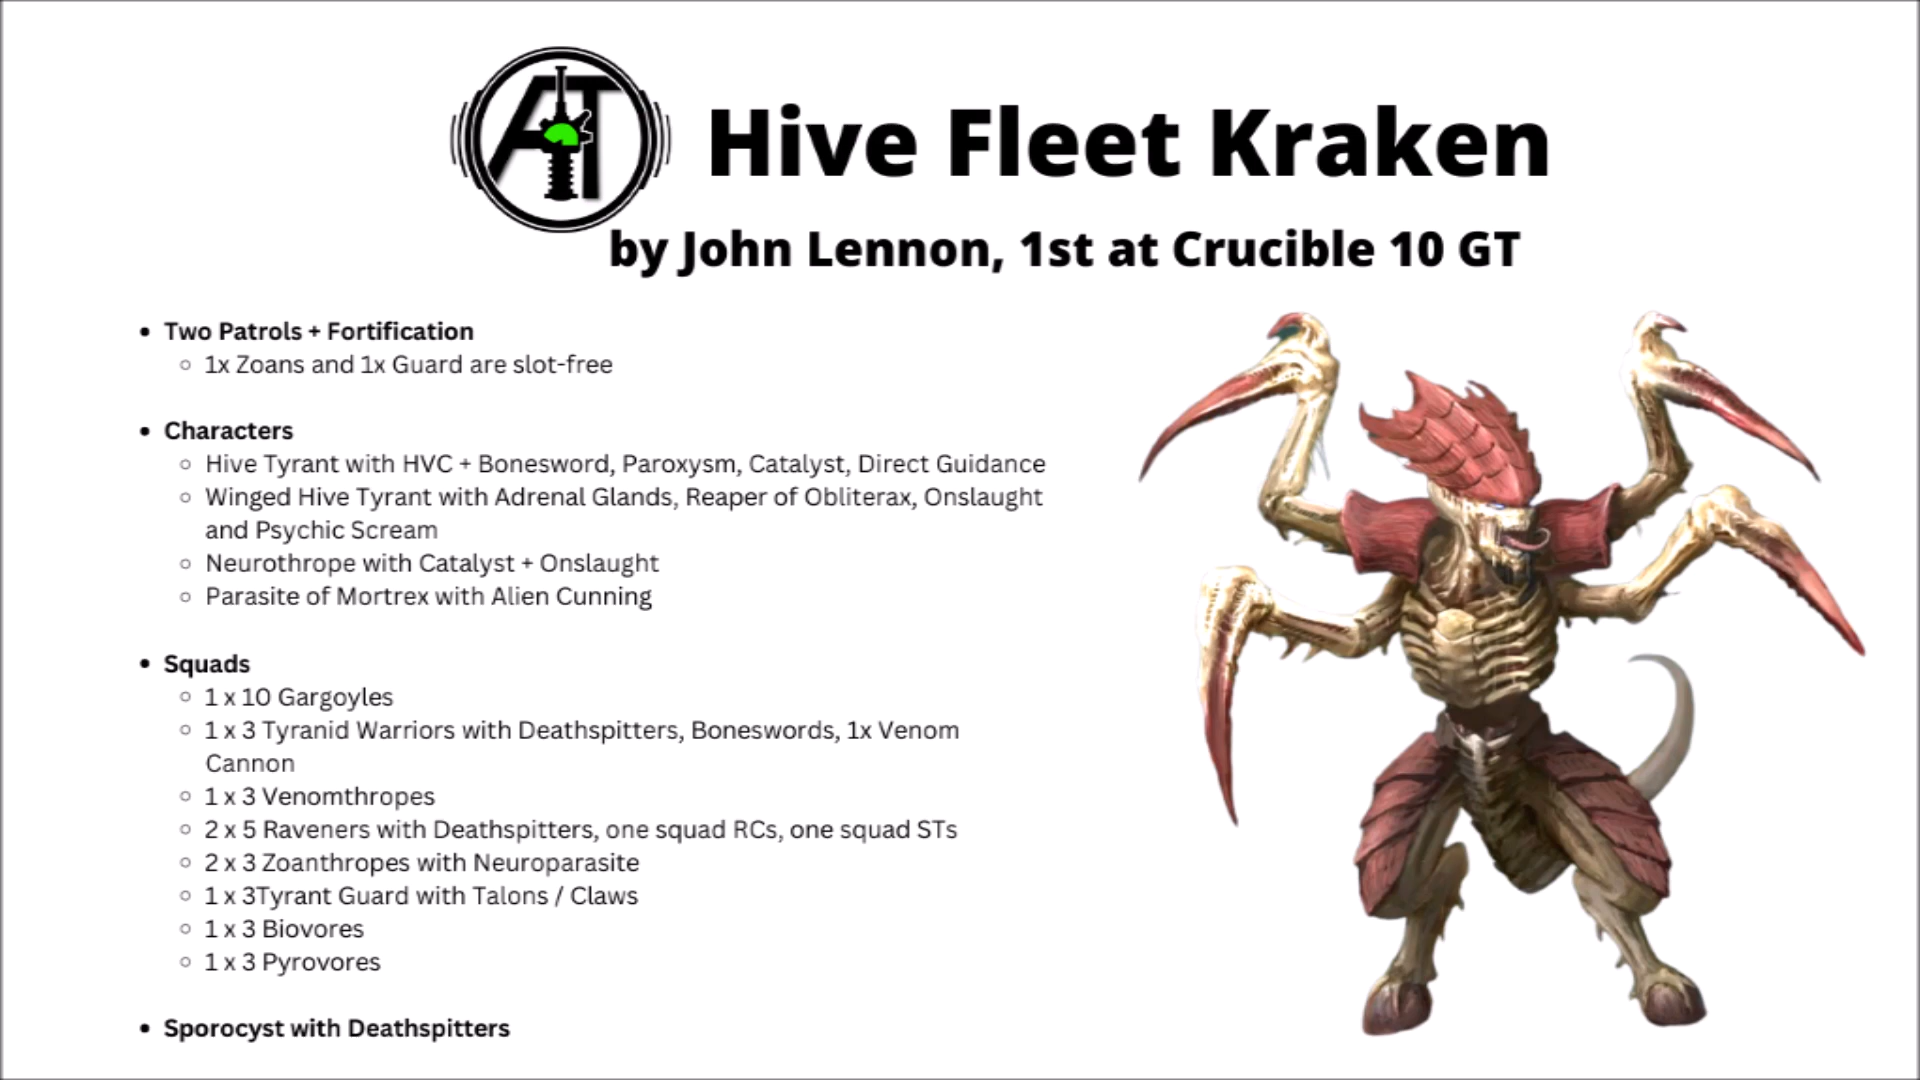 AT
Hive Fleet Kraken
by John Lennon, 1st at Crucible 10 GT
Two Patrols + Fortification
1x Zoans and 1x Guard are slot-free
Characters
Hive Tyrant with HVC + Bonesword, Paroxysm, Catalyst, Direct Guidance
Winged Hive Tyrant with Adrenal Glands, Reaper of Obliterax, Onslaught
and Psychic Scream
Neurothrope with Catalyst + Onslaught
Parasite of Mortrex with Alien Cunning
Squads
1 x 10 Gargoyles
1 x 3 Tyranid Warriors with Deathspitters, Boneswords, 1x Venom
Cannon
1 x 3 Venomthropes
2 x 5 Raveners with Deathspitters, one squad RCs, one squad STs
2 x 3 Zoanthropes with Neuroparasite
1 x 3Tyrant Guard with Talons / Claws
1 x 3 Biovores
1 x 3 Pyrovores
Sporocyst with Deathspitters